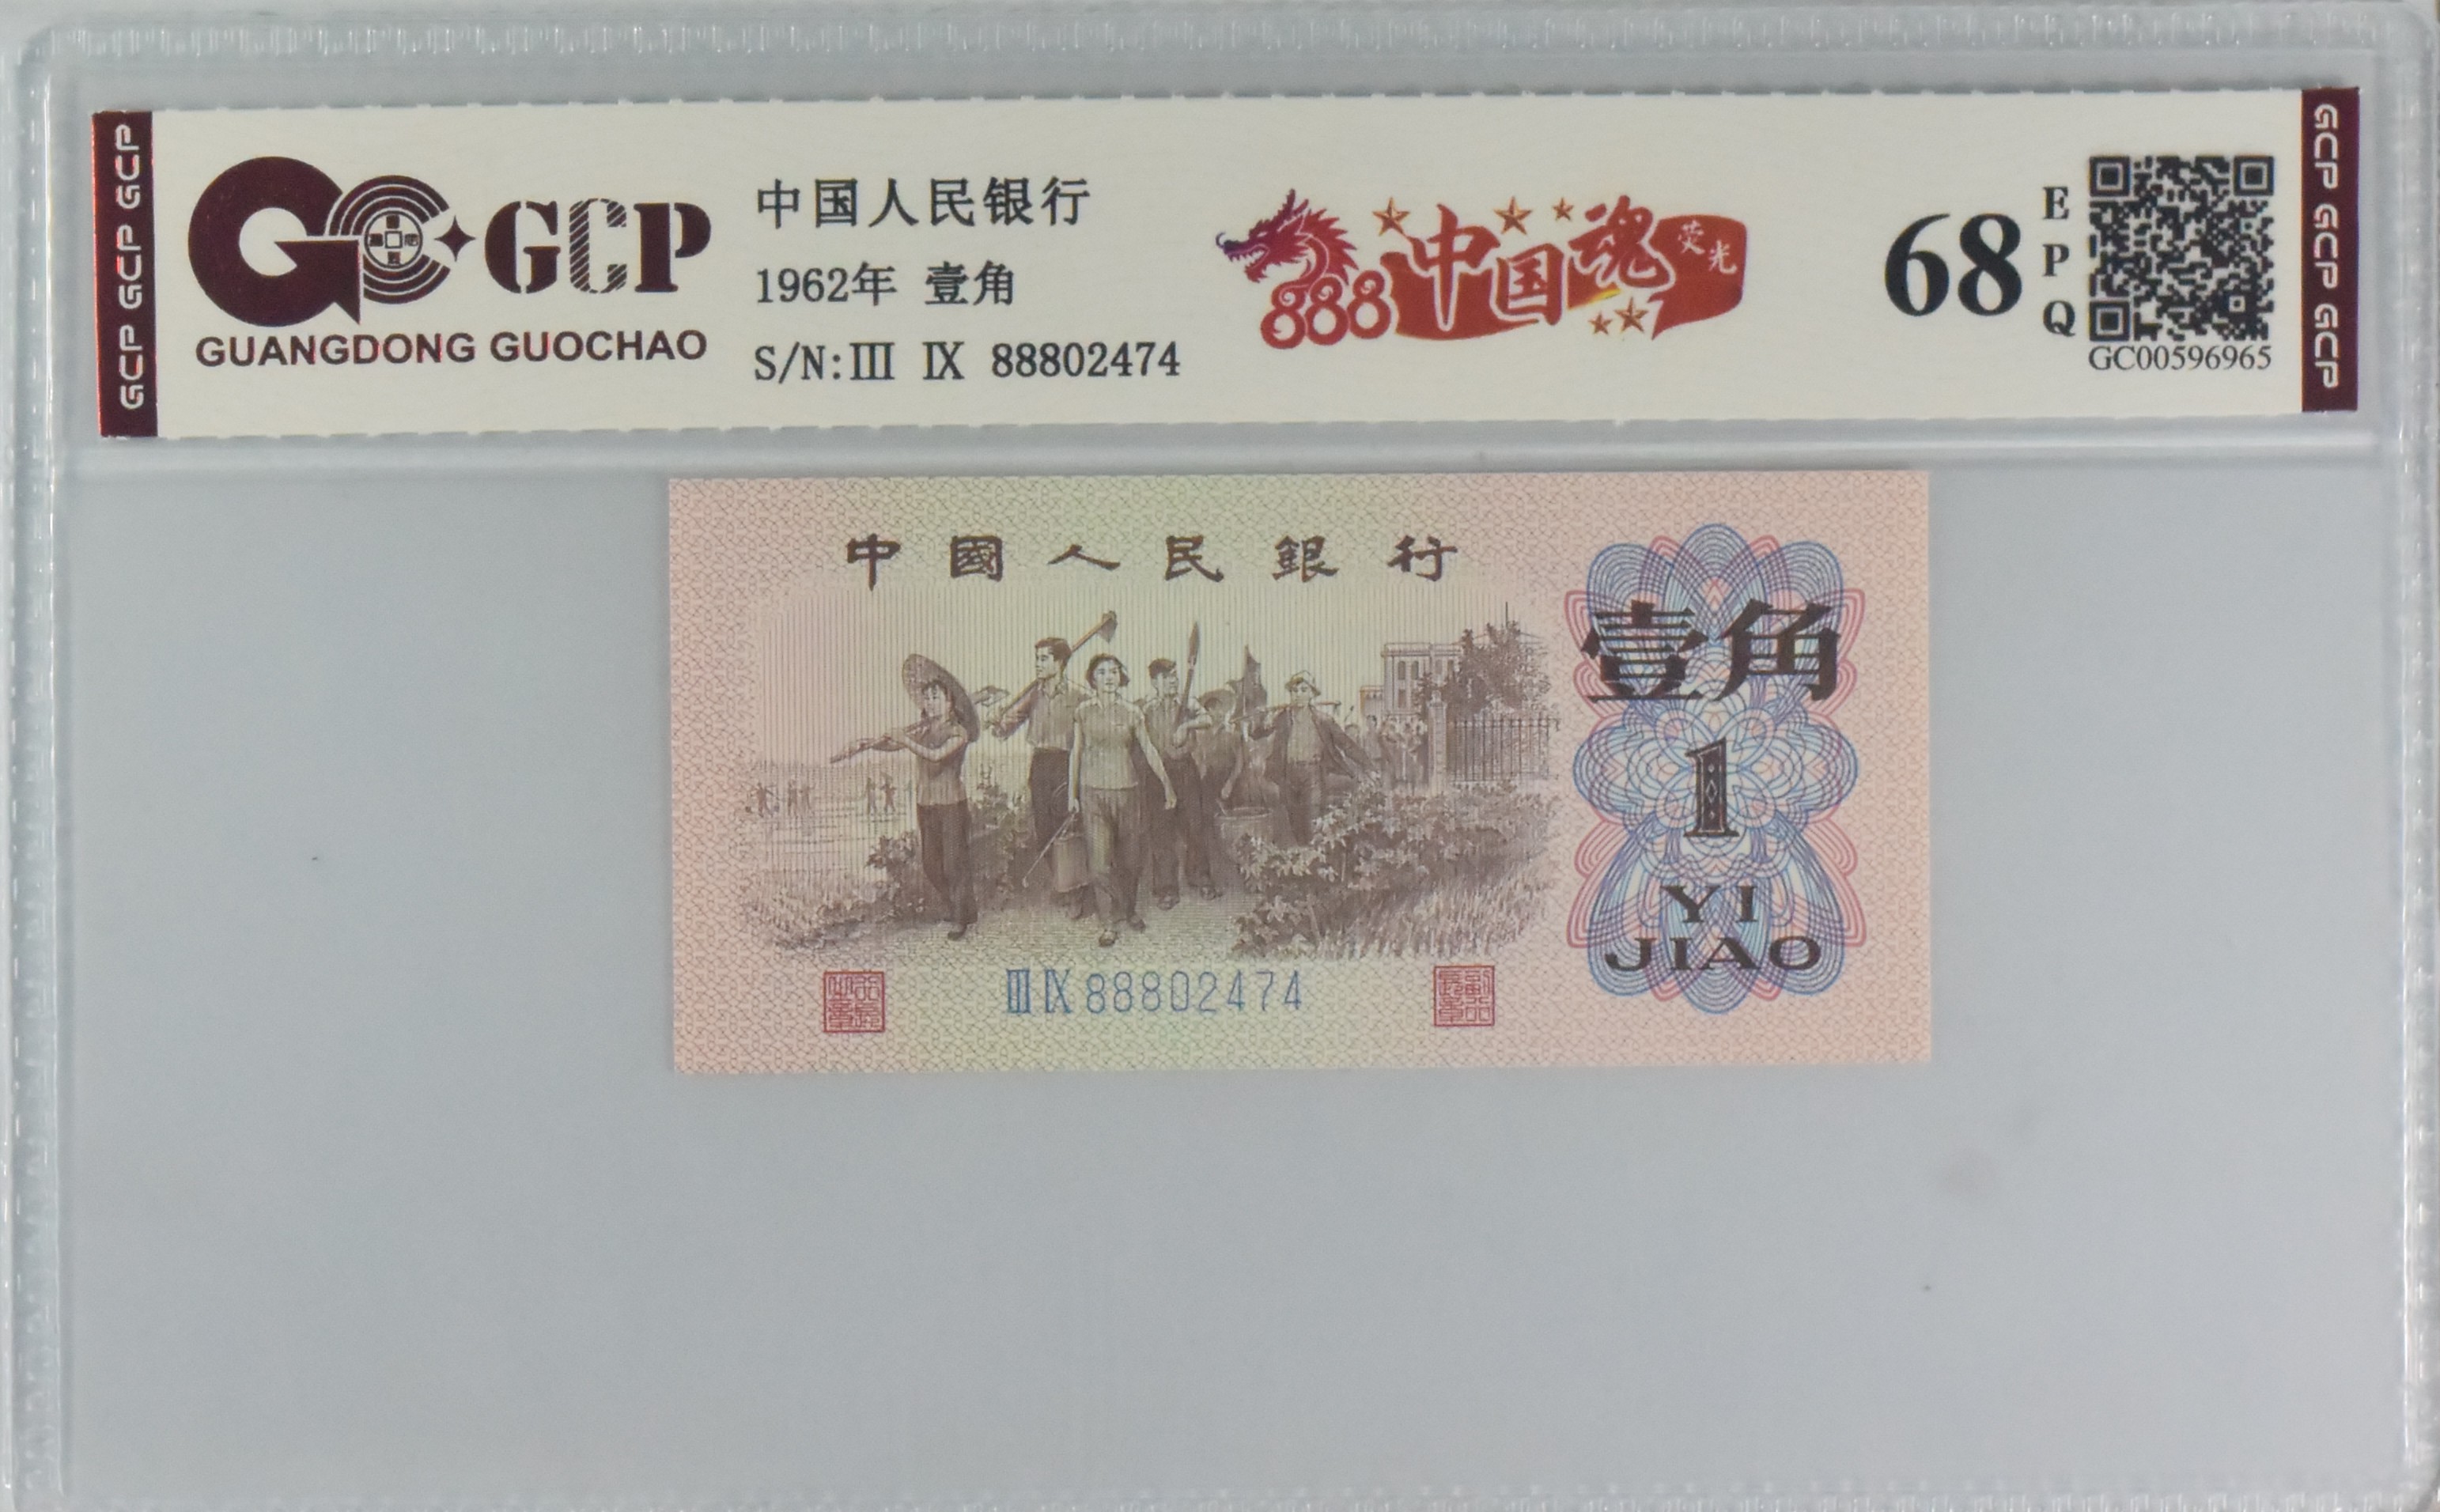 GCP GCP GCP
GCP
GUANGDONG GUOCHAO
中国人民银行
1962年 壹角
S/N:Ⅲ Ⅸ 88802474
888中国魂
荧光
68
E
P
Q
GC00596965
GCP GCP GCP
中國人民銀行
壹角
1
YI
JIAO
ⅢⅨ88802474